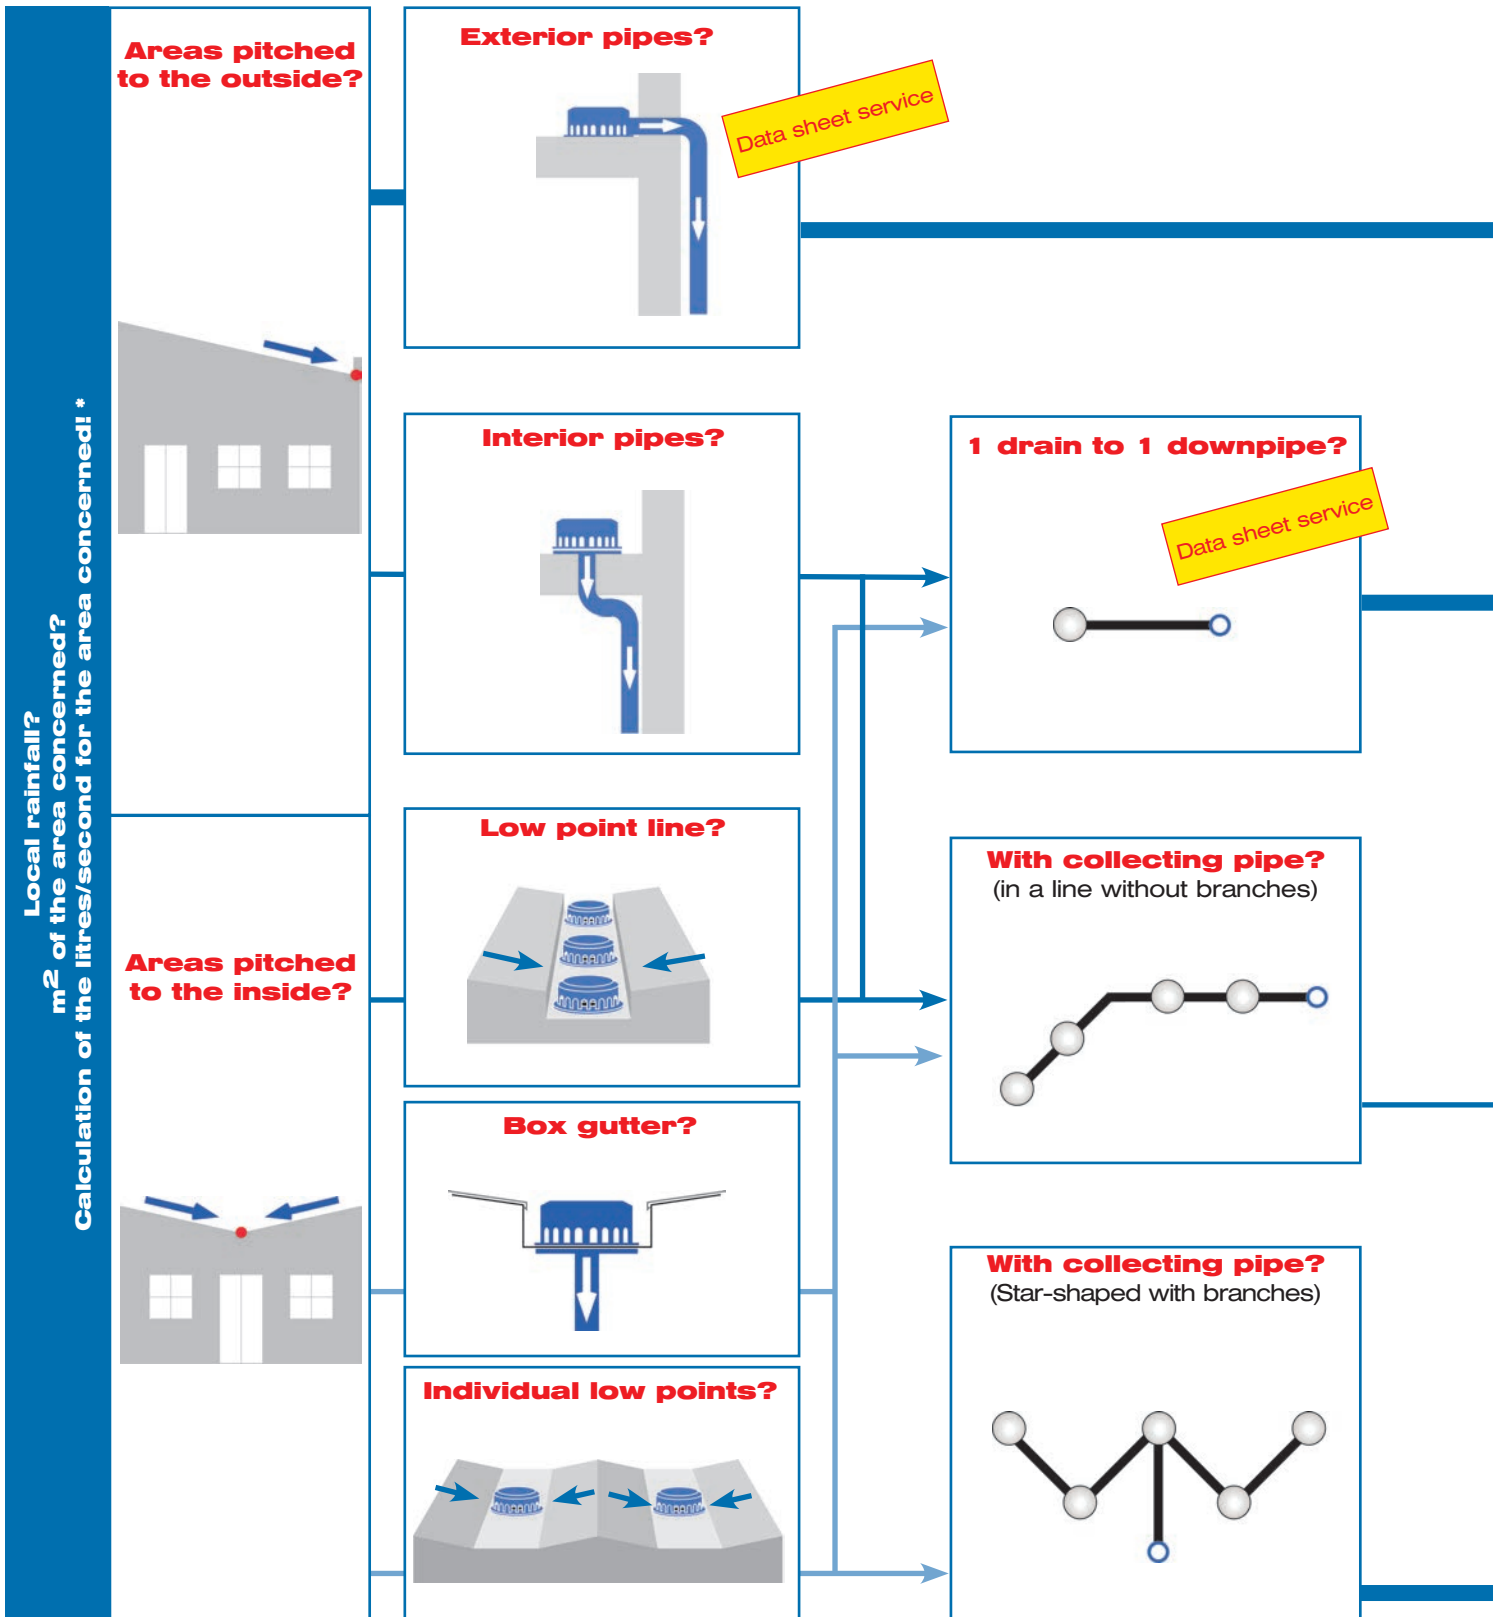 Local rainfall?
m² of the area concerned?
Calculation of the litres/second for the area concerned! *
Areas pitched
to the outside?
Exterior pipes?
Data sheet service
Interior pipes?
1 drain to 1 downpipe?
Data sheet service
Areas pitched
to the inside?
Low point line?
With collecting pipe?
(in a line without branches)
Box gutter?
With collecting pipe?
(Star-shaped with branches)
Individual low points?